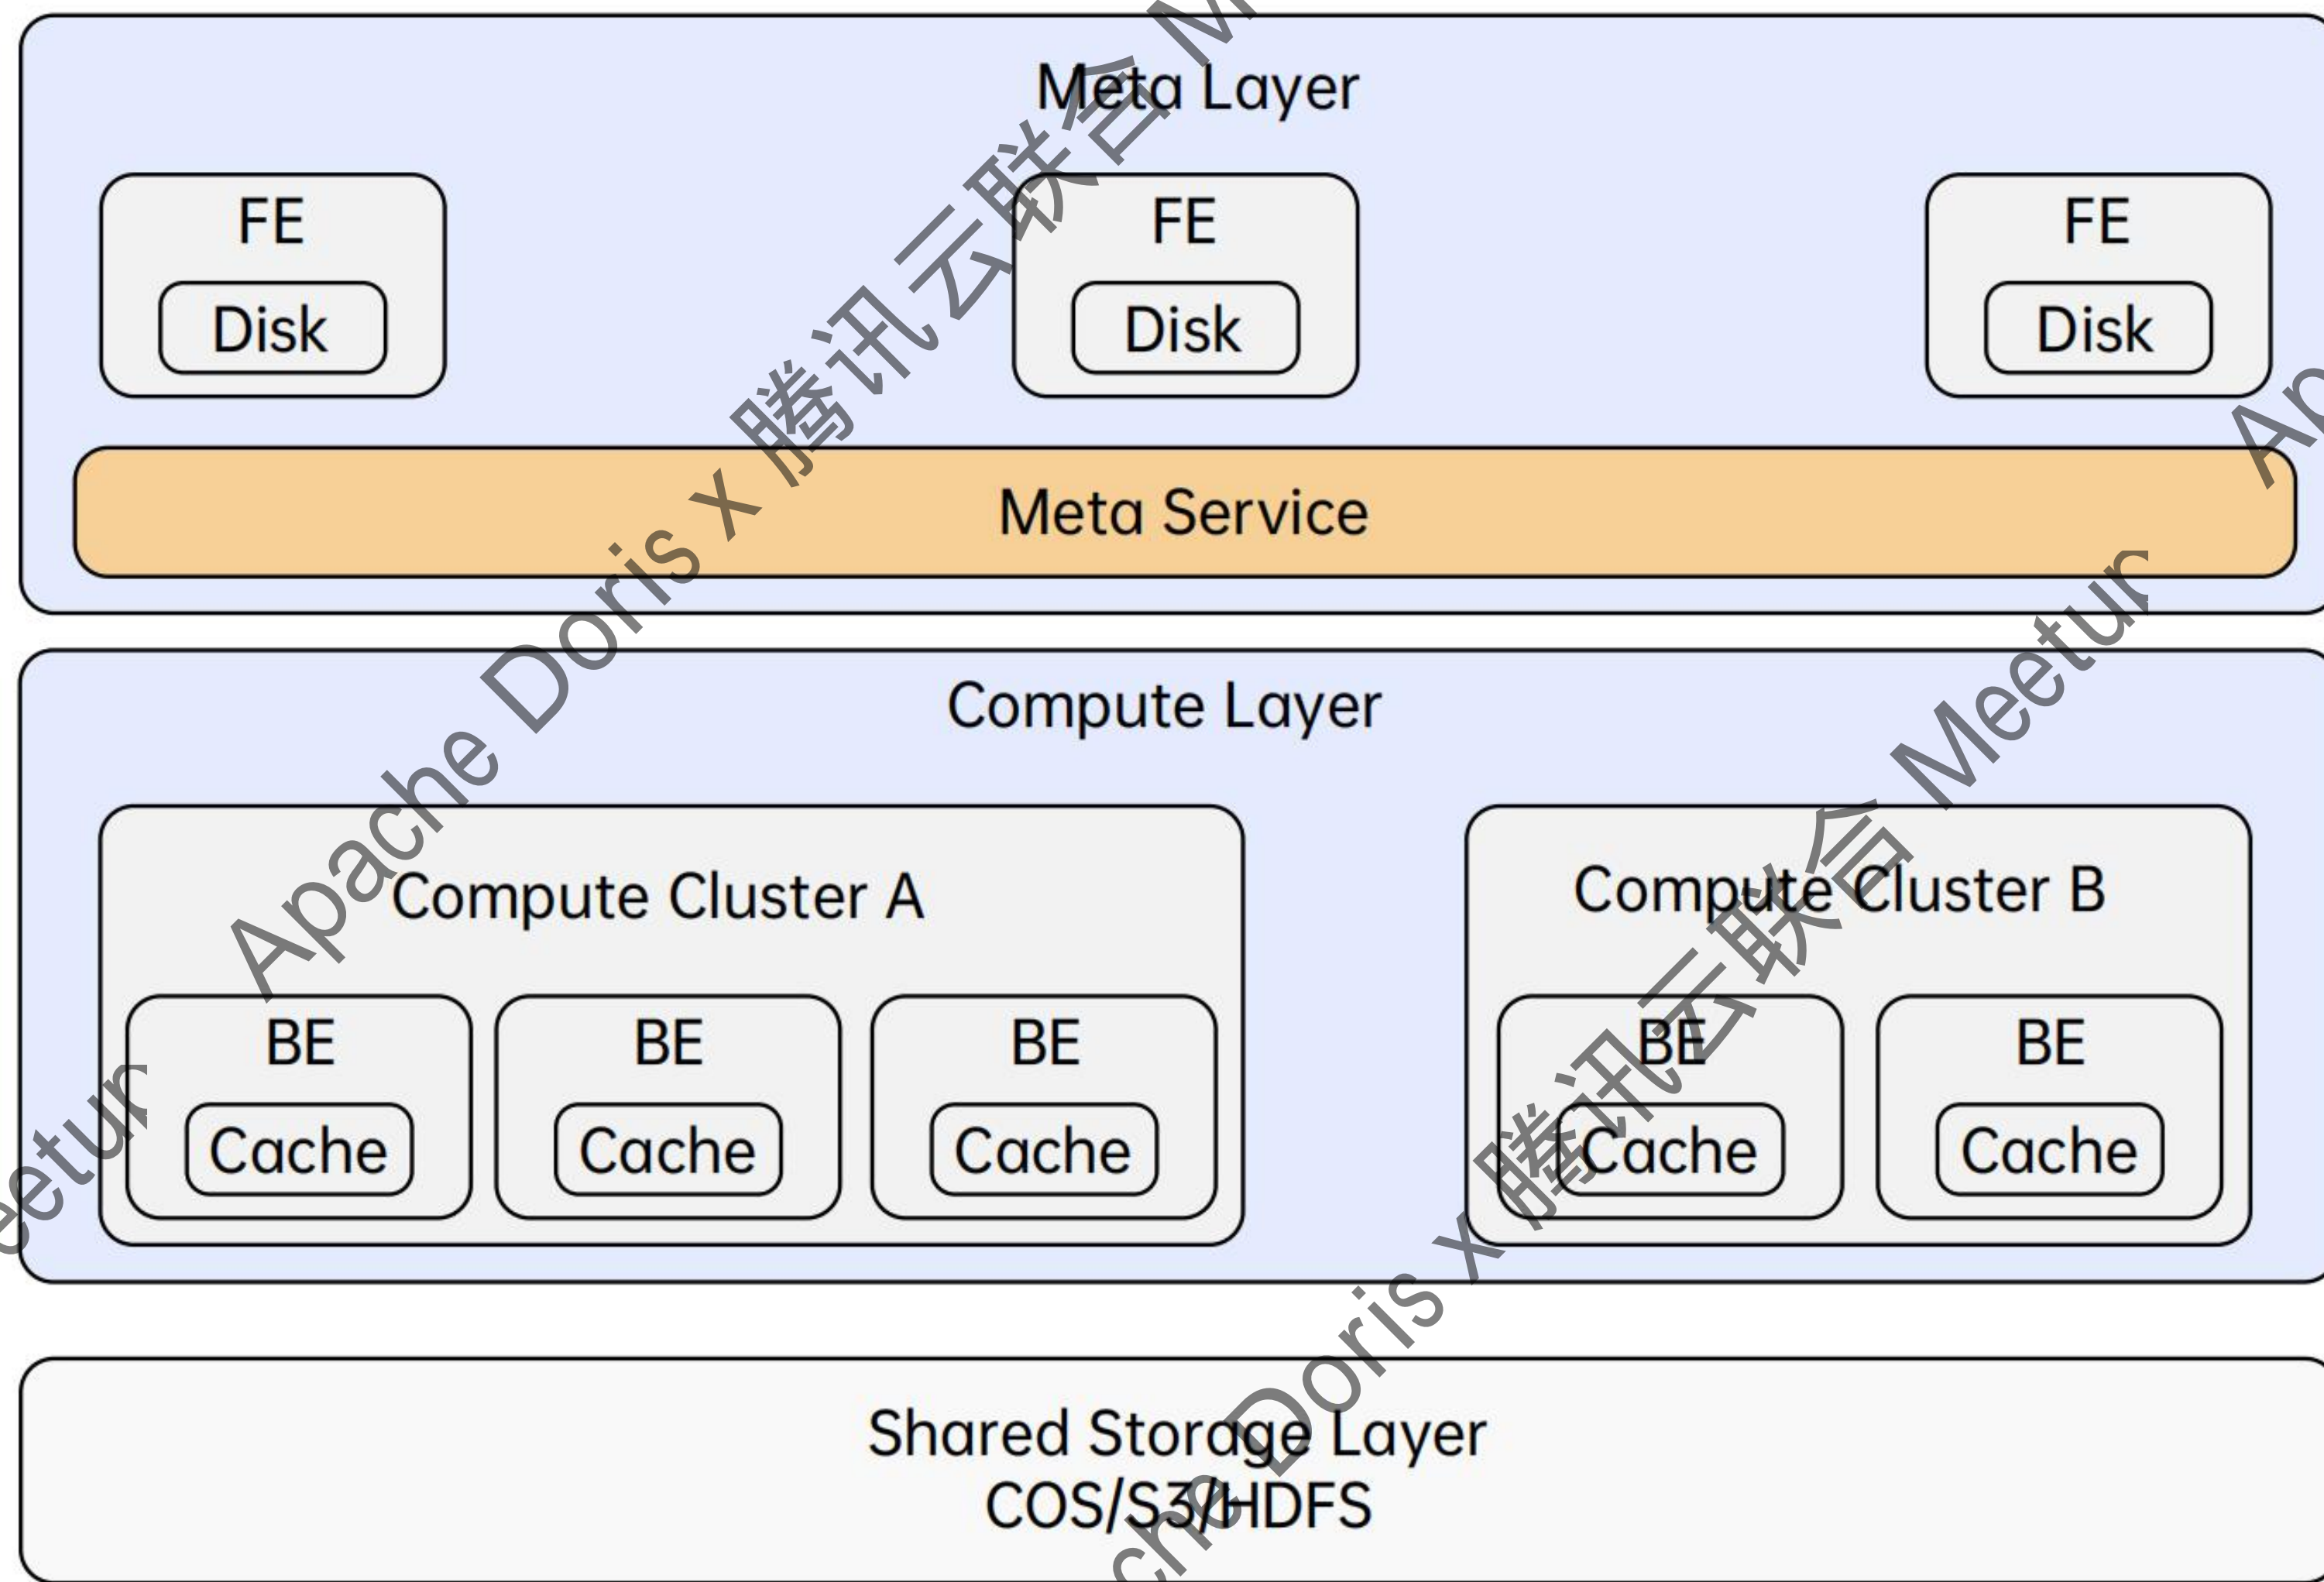 Meta Layer
FE
FE
FE
Disk
Disk
Disk
Meta Service
Compute Layer
Compute Cluster A
Compute Cluster B
BE
BE
BE
BE
BE
Cache
Cache
Cache
Cache
Cache
Shared Storage Layer
COS/S3/HDFS
Apache Doris x 腾讯云联合
Doris x 腾讯云联合